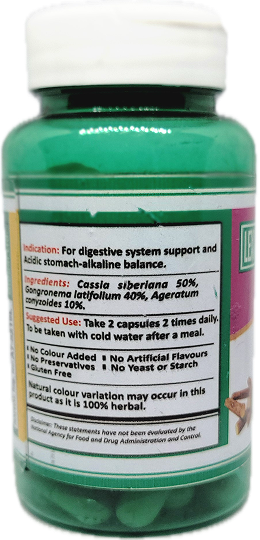 Indication: For digestive system support and
Acidic stomach-alkaline balance.
Ingredients: Cassia siberiana 50%,
Gongronema latifolium 40%, Ageratum
conyzoides 10%.
Suggested Use: Take 2 capsules 2 times daily.
To be taken with cold water after a meal.
No Colour Added No Artificial Flavours
No Preservatives No Yeast or Starch
Gluten Free
Natural colour variation may occur in this
product as it is 100% herbal.
Disclaimer: These statements have not been evaluated by the
National Agency for Food and Drug Administration and Control.